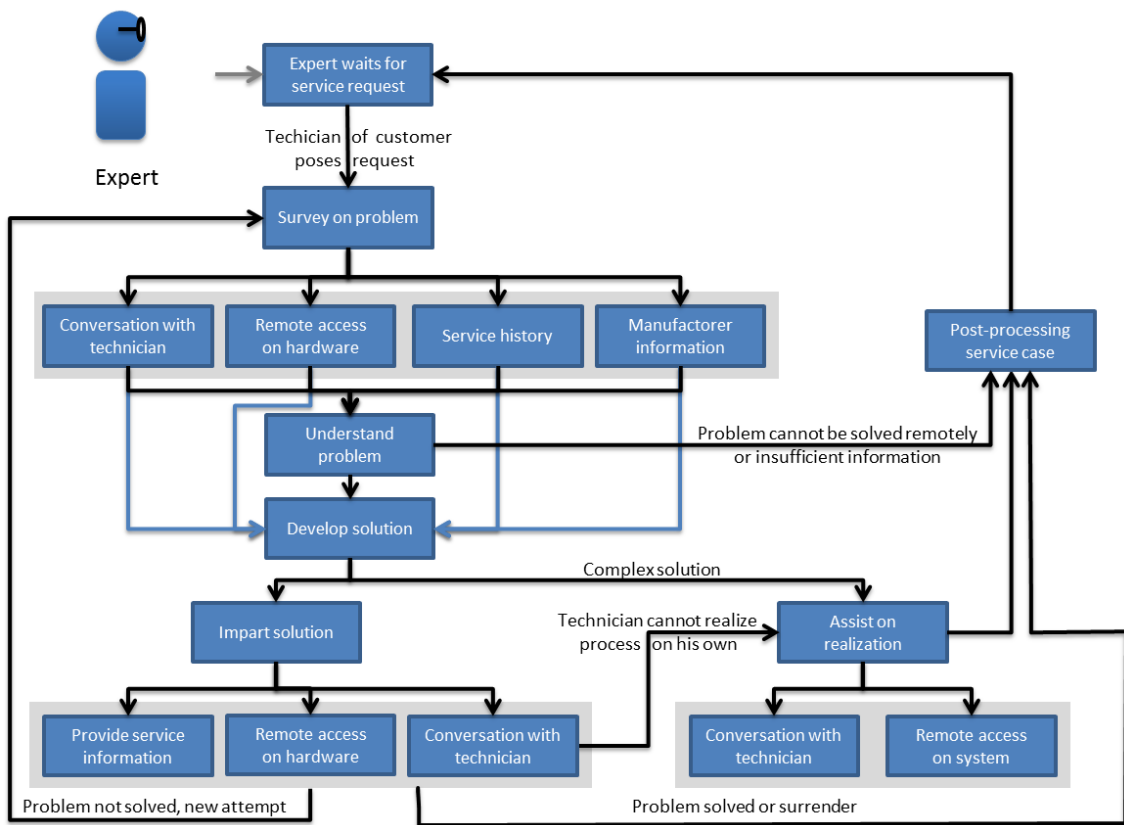 Expert waits for
service request
Techician of customer
poses request
Expert
Survey on problem
Conversation with
technician
Remote access
on hardware
Service history
Manufactorer
information
Post-processing
service case
Understand
problem
Problem cannot be solved remotely
or insufficient information
Develop solution
Complex solution
Impart solution
Technician cannot realize
process on his own
Assist on
realization
Provide service
information
Remote access
on hardware
Conversation with
technician
Conversation with
technician
Remote access
on system
Problem not solved, new attempt
Problem solved or surrender